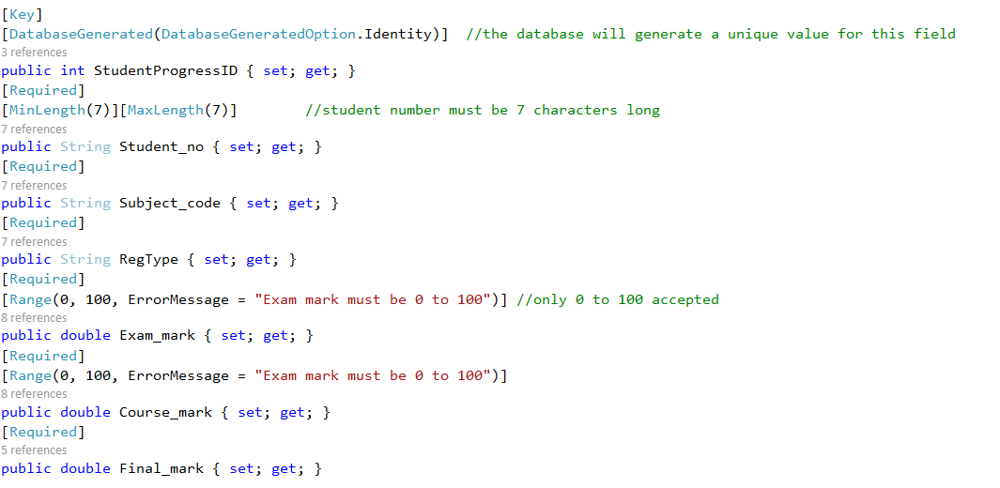 [Key]
[DatabaseGenerated(DatabaseGeneratedOption.Identity)]  //the database will generate a unique value for this field
3 references
public int StudentProgressID { set; get; }
[Required]
[MinLength(7)][MaxLength(7)]        //student number must be 7 characters long
7 references
public String Student_no { set; get; }
[Required]
7 references
public String Subject_code { set; get; }
[Required]
7 references
public String RegType { set; get; }
[Required]
[Range(0, 100, ErrorMessage = "Exam mark must be 0 to 100")] //only 0 to 100 accepted
8 references
public double Exam_mark { set; get; }
[Required]
[Range(0, 100, ErrorMessage = "Exam mark must be 0 to 100")]
8 references
public double Course_mark { set; get; }
[Required]
5 references
public double Final_mark { set; get; }